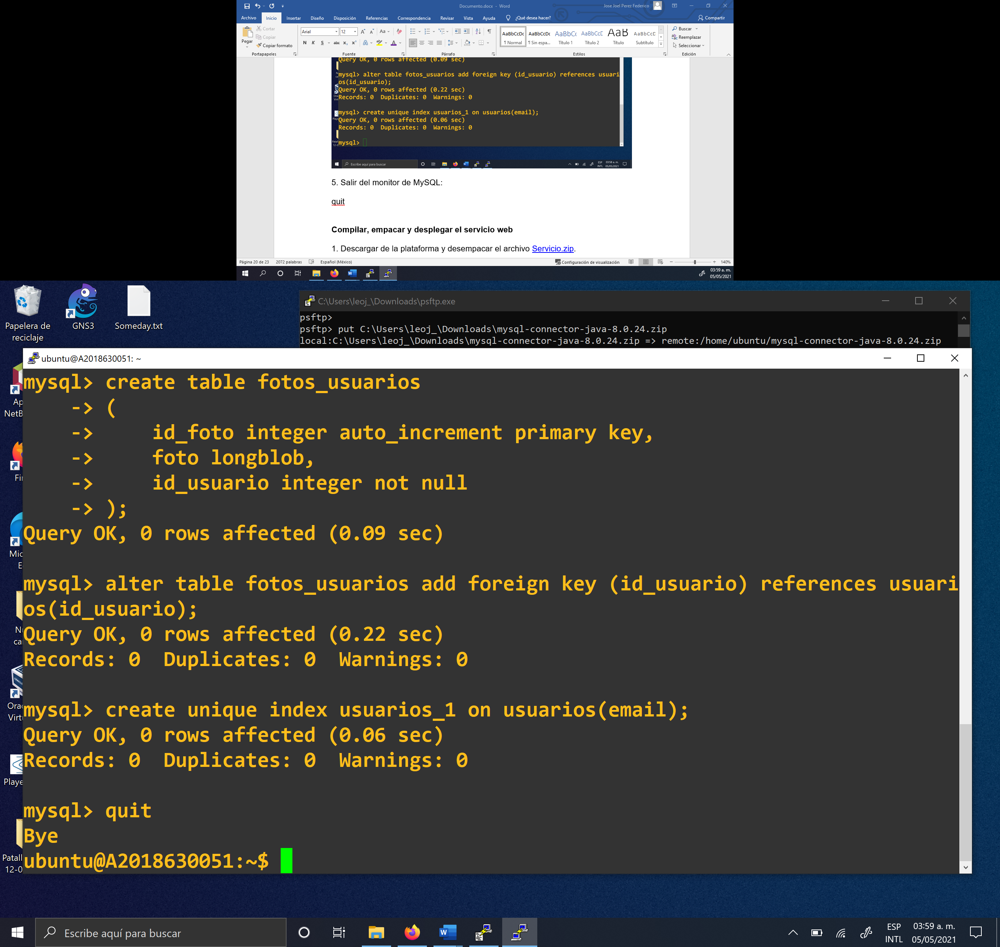 Documento.docx - Word
Jose Joel Perez Federico
Archivo Inicio Insertar Diseño Disposición Referencias Correspondencia Revisar Vista Ayuda ¿Qué desea hacer? Compartir
Pegar
Cortar
Copiar
Copiar formato
Portapapeles
Arial 12
N K S abc x₂ x²
Fuente
Párrafo
AaBbCcDc AaBbCcDc AaBbC( AaBbCcE AaB AaBbCcD
¶ Normal ¶ Sin espa... Título 1 Título 2 Título Subtítulo
Estilos
Buscar
Reemplazar
Seleccionar
Edición
Query OK, 0 rows affected (0.09 sec)
mysql> alter table fotos_usuarios add foreign key (id_usuario) references usuari
os(id_usuario);
Query OK, 0 rows affected (0.22 sec)
Records: 0  Duplicates: 0  Warnings: 0
mysql> create unique index usuarios_1 on usuarios(email);
Query OK, 0 rows affected (0.06 sec)
Records: 0  Duplicates: 0  Warnings: 0
mysql>
Escribe aquí para buscar
ESP
INTL
03:58 a. m.
05/05/2021
5. Salir del monitor de MySQL:
quit
Compilar, empacar y desplegar el servicio web
1. Descargar de la plataforma y desempacar el archivo Servicio.zip.
Página 20 de 23 2072 palabras Español (México) Configuración de visualización 140%
03:59 a. m.
05/05/2021
Papelera de
reciclaje
GNS3
Someday.txt
C:\Users\leoj_\Downloads\psftp.exe
psftp>
psftp> put C:\Users\leoj_\Downloads\mysql-connector-java-8.0.24.zip
local:C:\Users\leoj_\Downloads\mysql-connector-java-8.0.24.zip => remote:/home/ubuntu/mysql-connector-java-8.0.24.zip
ubuntu@A2018630051: ~
mysql> create table fotos_usuarios
    -> (
    ->     id_foto integer auto_increment primary key,
    ->     foto longblob,
    ->     id_usuario integer not null
    -> );
Query OK, 0 rows affected (0.09 sec)
mysql> alter table fotos_usuarios add foreign key (id_usuario) references usuari
os(id_usuario);
Query OK, 0 rows affected (0.22 sec)
Records: 0  Duplicates: 0  Warnings: 0
mysql> create unique index usuarios_1 on usuarios(email);
Query OK, 0 rows affected (0.06 sec)
Records: 0  Duplicates: 0  Warnings: 0
mysql> quit
Bye
ubuntu@A2018630051:~$
Escribe aquí para buscar
ESP
INTL
03:59 a. m.
05/05/2021